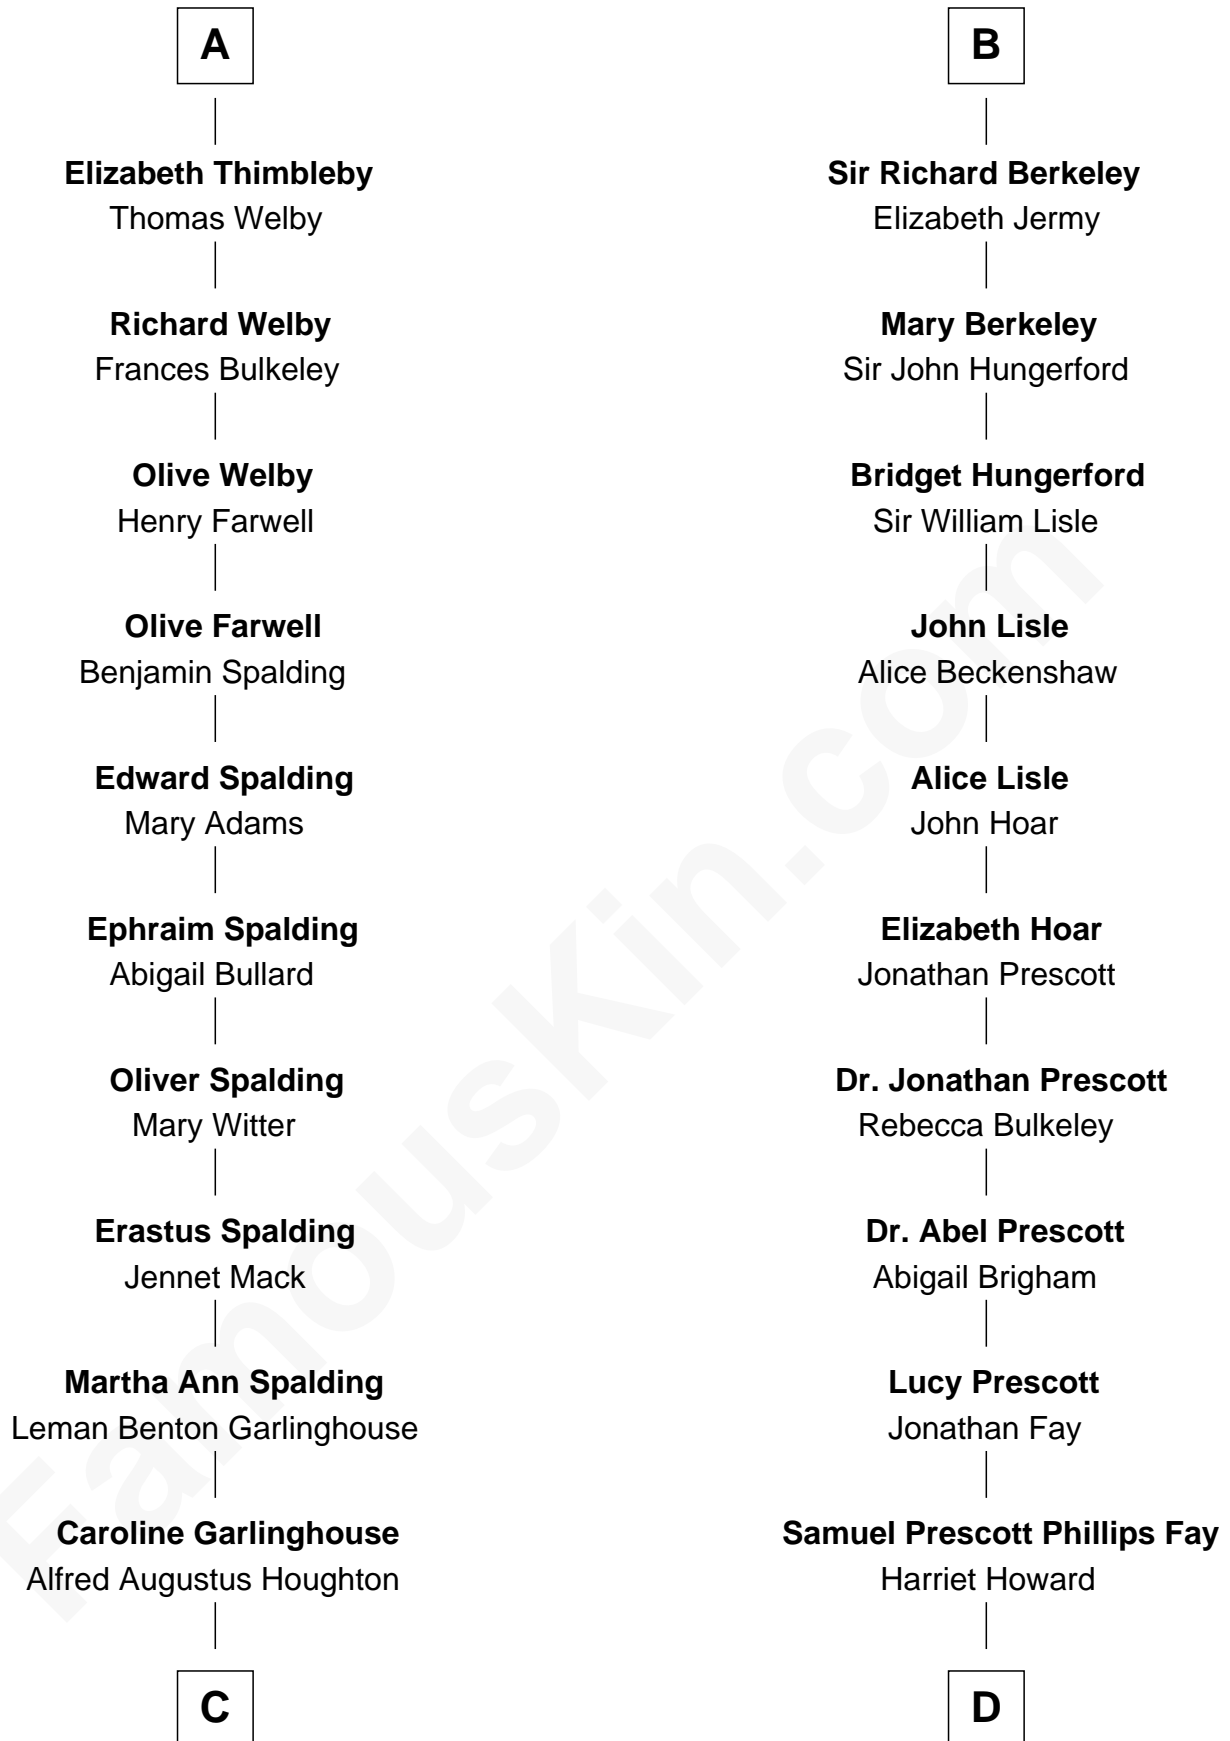 A
Elizabeth Thimbleby
Thomas Welby
Richard Welby
Frances Bulkeley
Olive Welby
Henry Farwell
Olive Farwell
Benjamin Spalding
Edward Spalding
Mary Adams
Ephraim Spalding
Abigail Bullard
Oliver Spalding
Mary Witter
Erastus Spalding
Jennet Mack
Martha Ann Spalding
Leman Benton Garlinghouse
Caroline Garlinghouse
Alfred Augustus Houghton
C
B
Sir Richard Berkeley
Elizabeth Jermy
Mary Berkeley
Sir John Hungerford
Bridget Hungerford
Sir William Lisle
John Lisle
Alice Beckenshaw
Alice Lisle
John Hoar
Elizabeth Hoar
Jonathan Prescott
Dr. Jonathan Prescott
Rebecca Bulkeley
Dr. Abel Prescott
Abigail Brigham
Lucy Prescott
Jonathan Fay
Samuel Prescott Phillips Fay
Harriet Howard
D
FamousKin.com